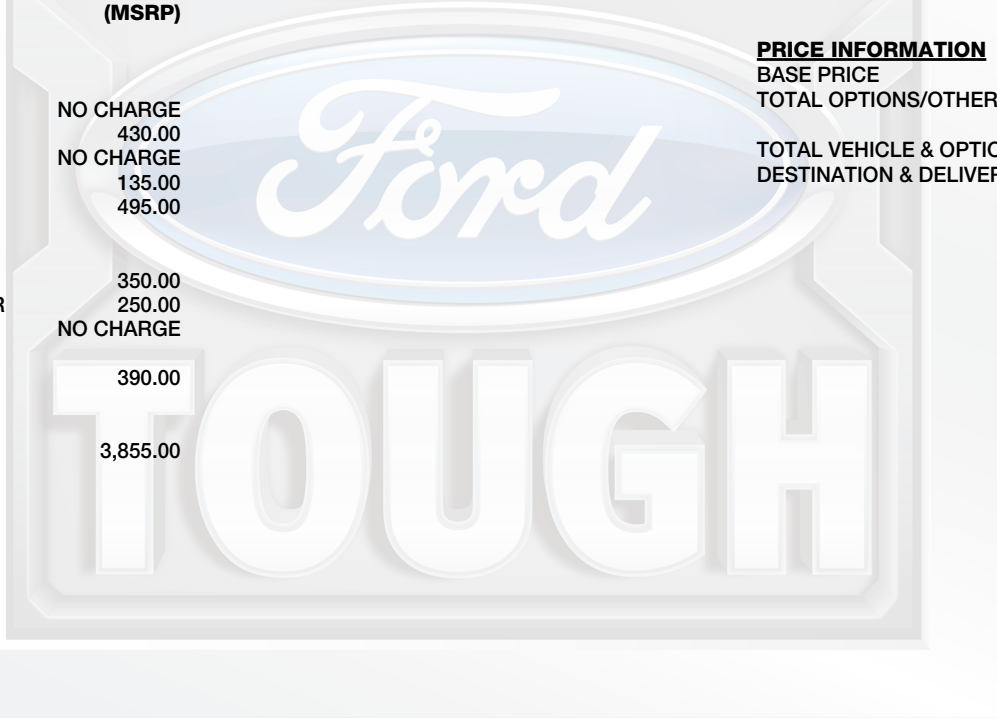 (MSRP)
NO CHARGE
430.00
NO CHARGE
135.00
495.00
350.00
R 250.00
NO CHARGE
390.00
3,855.00
PRICE INFORMATION
BASE PRICE
TOTAL OPTIONS/OTHER
TOTAL VEHICLE & OPTIO
DESTINATION & DELIVER
Ford
TOUGH